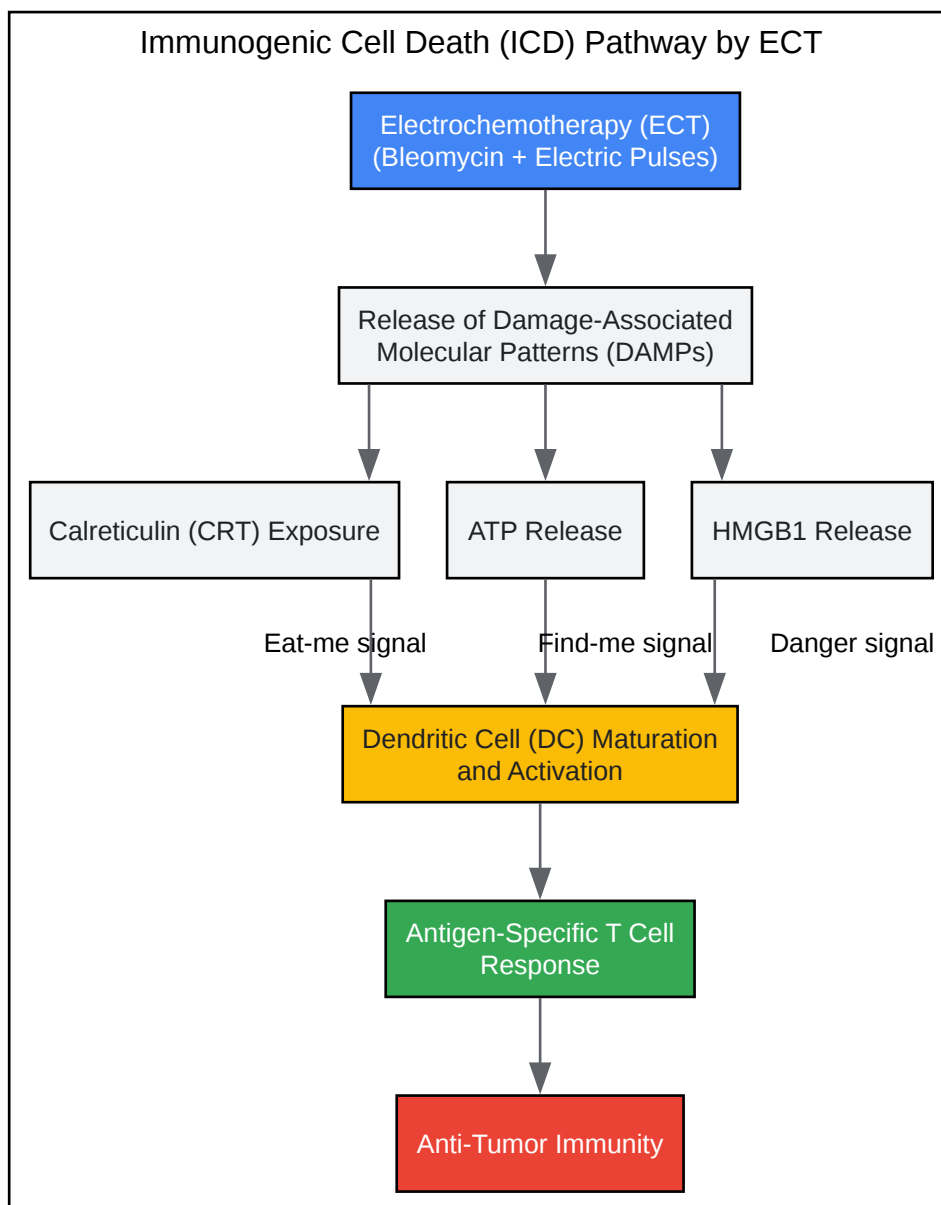 Immunogenic Cell Death (ICD) Pathway by ECT
Electrochemotherapy (ECT)
(Bleomycin + Electric Pulses)
Release of Damage-Associated
Molecular Patterns (DAMPs)
Calreticulin (CRT) Exposure
ATP Release
HMGB1 Release
Eat-me signal
Find-me signal
Danger signal
Dendritic Cell (DC) Maturation
and Activation
Antigen-Specific T Cell
Response
Anti-Tumor Immunity